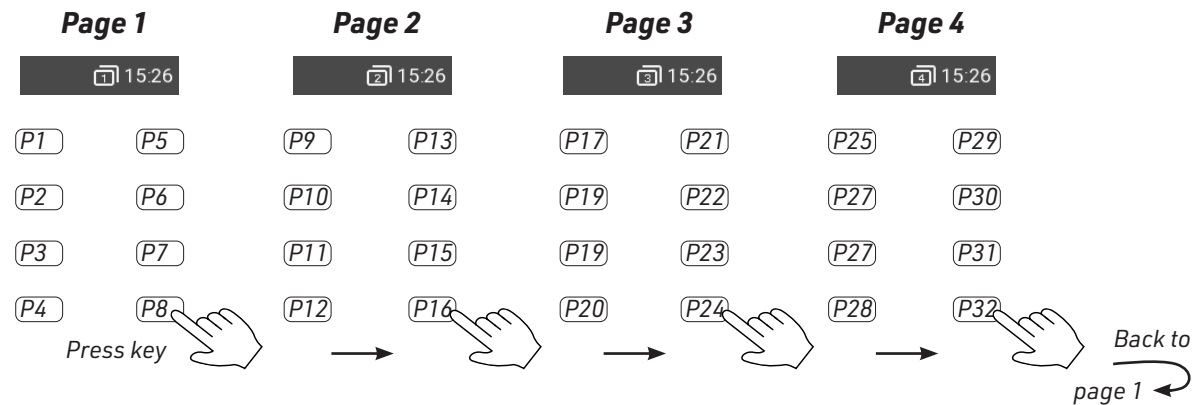 Page 1 Page 2 Page 3 Page 4
1 15:26 2 15:26 3 15:26 4 15:26
P1 P5 P9 P13 P17 P21 P25 P29
P2 P6 P10 P14 P19 P22 P27 P30
P3 P7 P11 P15 P19 P23 P27 P31
P4 P8 P12 P16 P20 P24 P28 P32
Press key
Back to
page 1